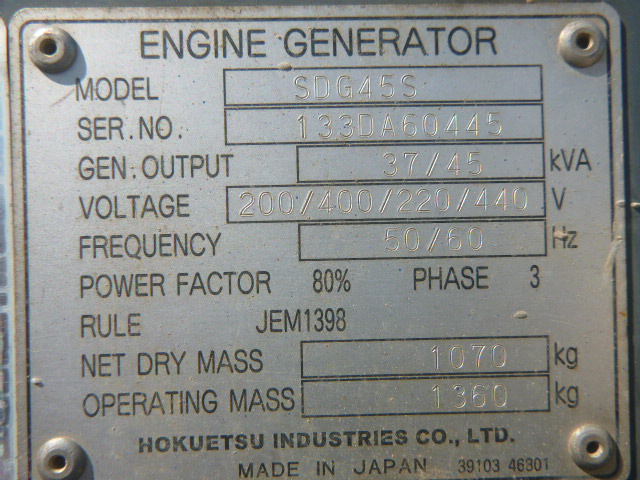 ENGINE GENERATOR
MODEL SDG45S
SER.NO. 133DA60445
GEN.OUTPUT 37/45 kVA
VOLTAGE 200/400/220/440 V
FREQUENCY 50/60 Hz
POWER FACTOR 80% PHASE 3
RULE JEM1398
NET DRY MASS 1070 kg
OPERATING MASS 1360 kg
HOKUETSU INDUSTRIES CO., LTD.
MADE IN JAPAN 39103 46301